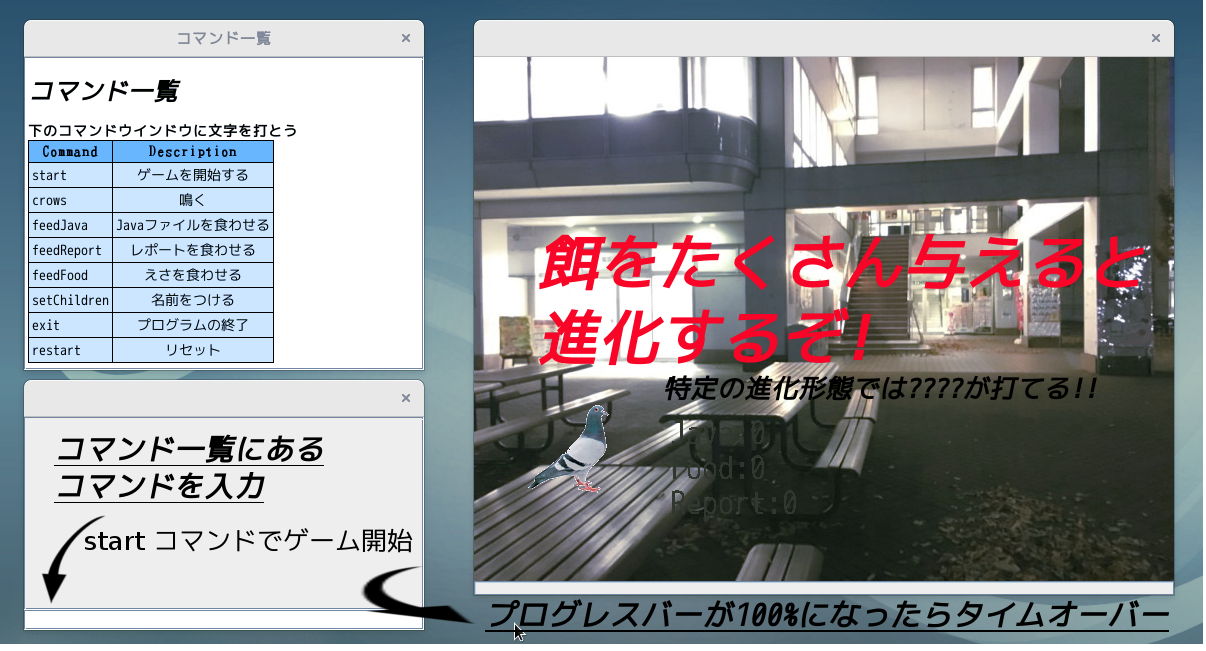 コマンド一覧
コマンド一覧
下のコマンドウインドウに文字を打とう
Command Description
start ゲームを開始する
crows 鳴く
feedJava Javaファイルを食わせる
feedReport レポートを食わせる
feedFood えさを食わせる
setChildren 名前をつける
exit プログラムの終了
restart リセット
コマンド一覧にある
コマンドを入力
start コマンドでゲーム開始
餌をたくさん与えると
進化するぞ!
特定の進化形態では????が打てる!!
Java:0
Food:0
Report:0
プログレスバーが100%になったらタイムオーバー